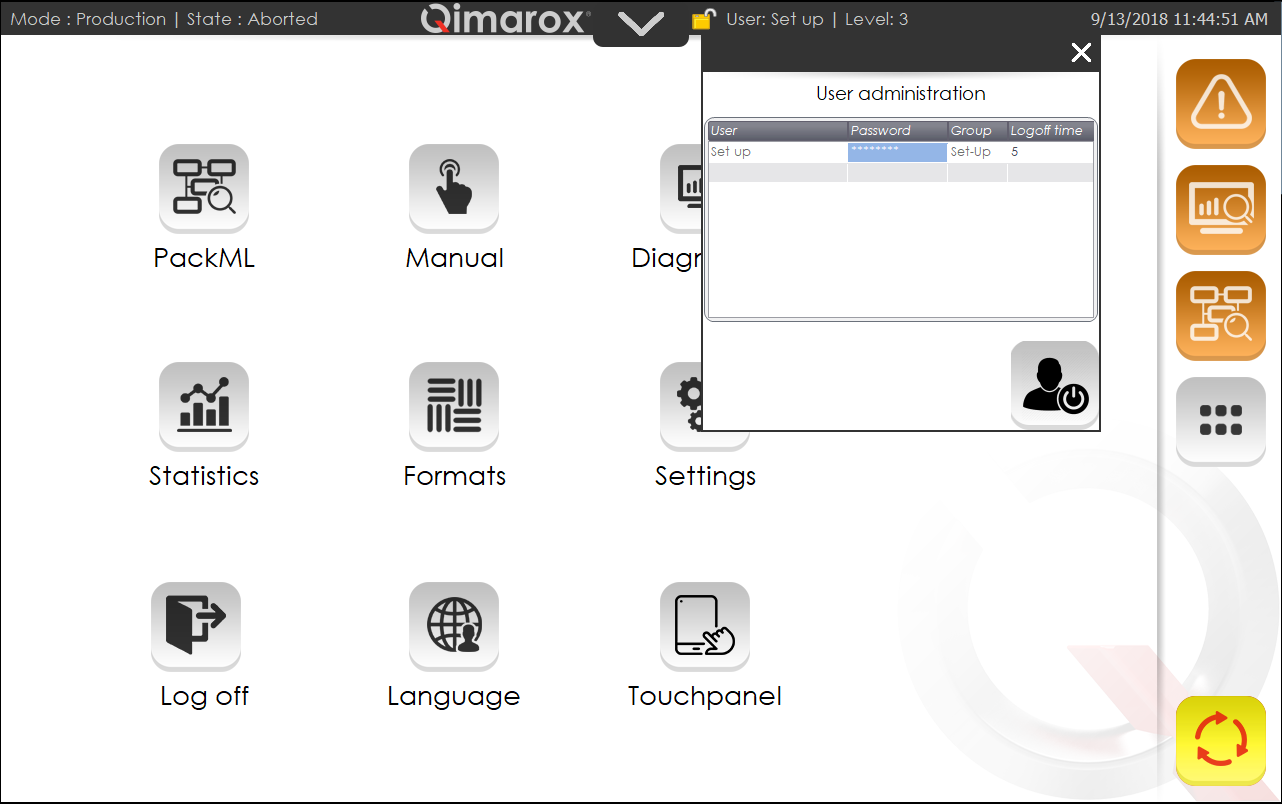 Mode : Production | State : Aborted
Qimarox®
User: Set up | Level: 3
9/13/2018 11:44:51 AM
User administration
User Password Group Logoff time
Set up ******** Set-Up 5
PackML
Manual
Diagr
Statistics
Formats
Settings
Log off
Language
Touchpanel